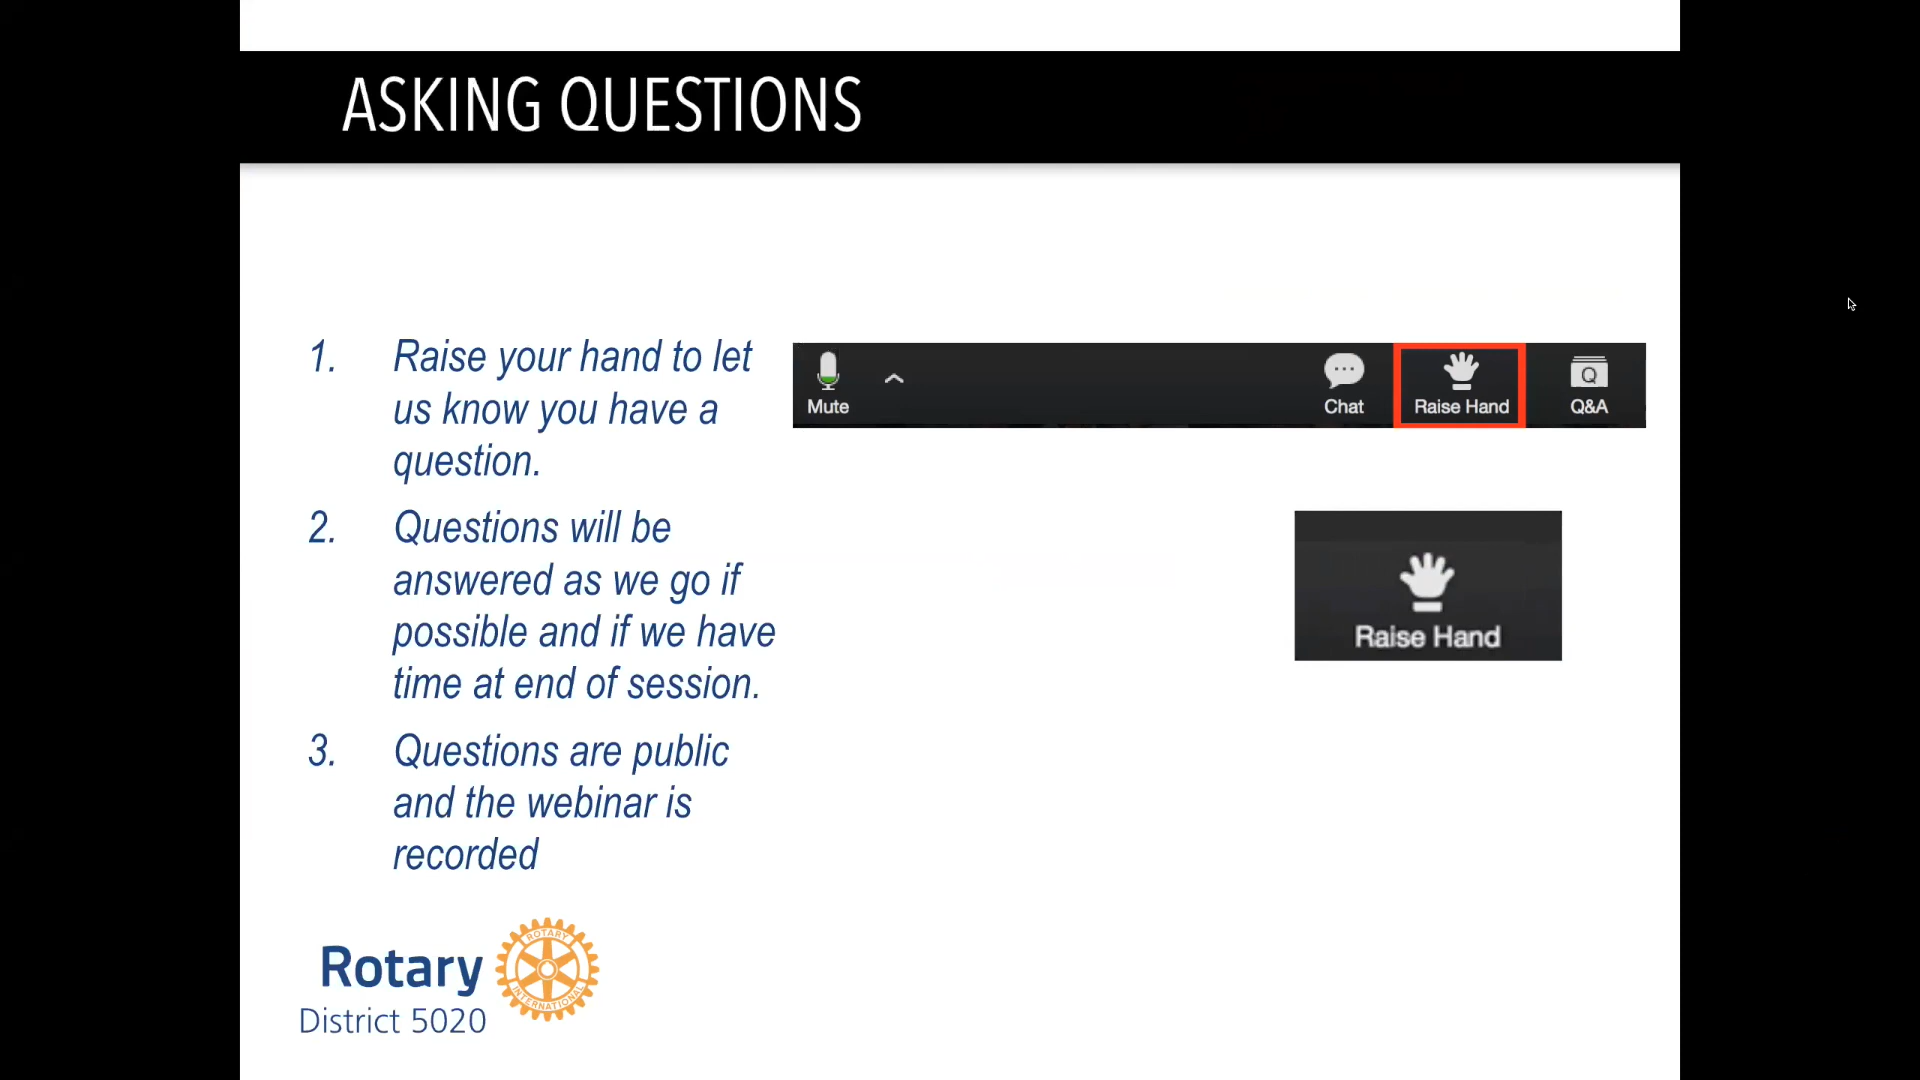 ASKING QUESTIONS
1. Raise your hand to let
us know you have a
question.
2. Questions will be
answered as we go if
possible and if we have
time at end of session.
3. Questions are public
and the webinar is
recorded
Mute
Chat
Raise Hand
Q
Q&A
Raise Hand
Rotary
District 5020
ROTARY
INTERNATIONAL